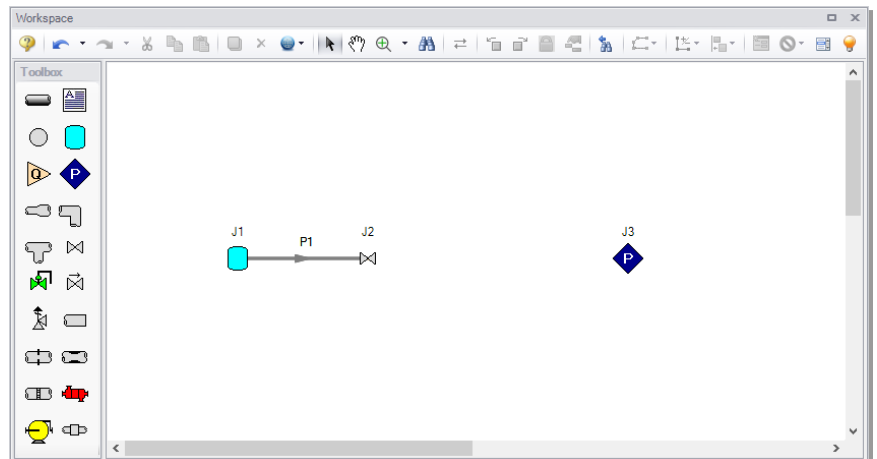 Workspace
Toolbox
A
Q P
J1 P1 J2 J3
P